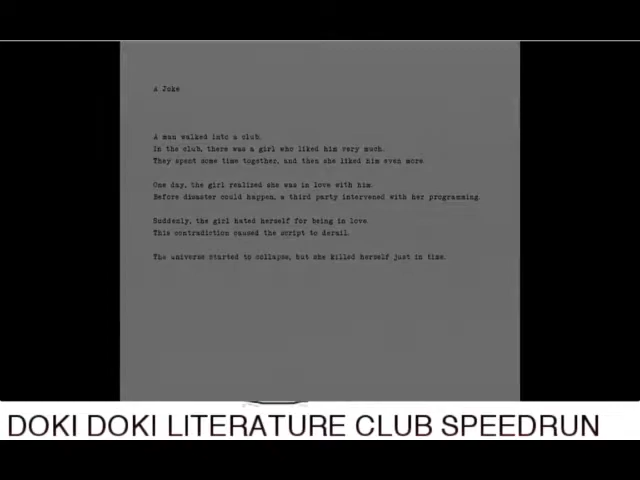 A Joke
A man walked into a club.
In the club, there was a girl who liked him very much.
They spent some time together, and then she liked him even more.
One day, the girl realized she was in love with him.
Before disaster could happen, a third party intervened with her programming.
Suddenly, the girl hated herself for being in love.
This contradiction caused the script to derail.
The universe started to collapse, but she killed herself just in time.
DOKI DOKI LITERATURE CLUB SPEEDRUN